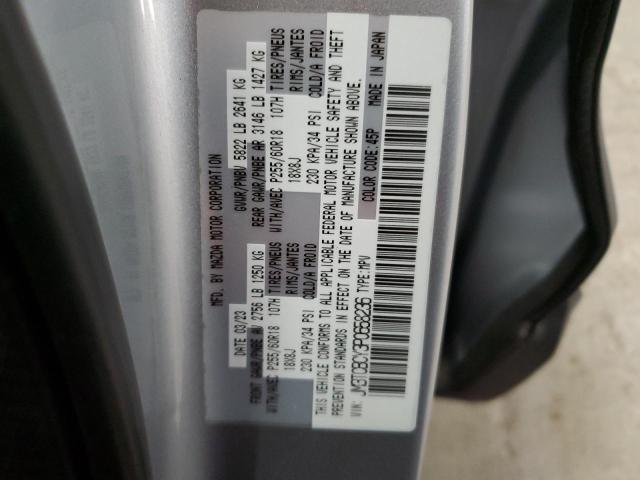 MFD. BY MAZDA MOTOR CORPORATION
DATE 03/23 GVWR/PNBV 5822 LB 2641 KG
FRONT GAWR/PNBE AV 2756 LB 1250 KG REAR GAWR/PNBE AR 3146 LB 1427 KG
WITH/AVEC P255/60R18 107H TIRES/PNEUS WITH/AVEC P255/60R18 107H TIRES/PNEUS
18X8J RIMS/JANTES 18X8J RIMS/JANTES
230 KPA/34 PSI COLD/A FROID 230 KPA/34 PSI COLD/A FROID
THIS VEHICLE CONFORMS TO ALL APPLICABLE FEDERAL MOTOR VEHICLE SAFETY AND THEFT
PREVENTION STANDARDS IN EFFECT ON THE DATE OF MANUFACTURE SHOWN ABOVE.
VIN: JM3TCBCY3P0658236 TYPE:MPV COLOR CODE:45P MADE IN JAPAN